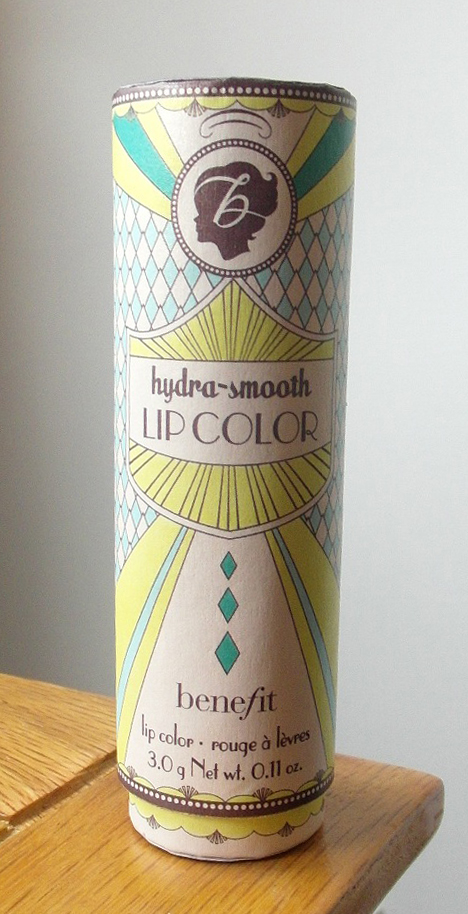 b
hydra-smooth
LIP COLOR
benefit
lip color · rouge à lèvres
3.0 g Net wt. 0.11 oz.